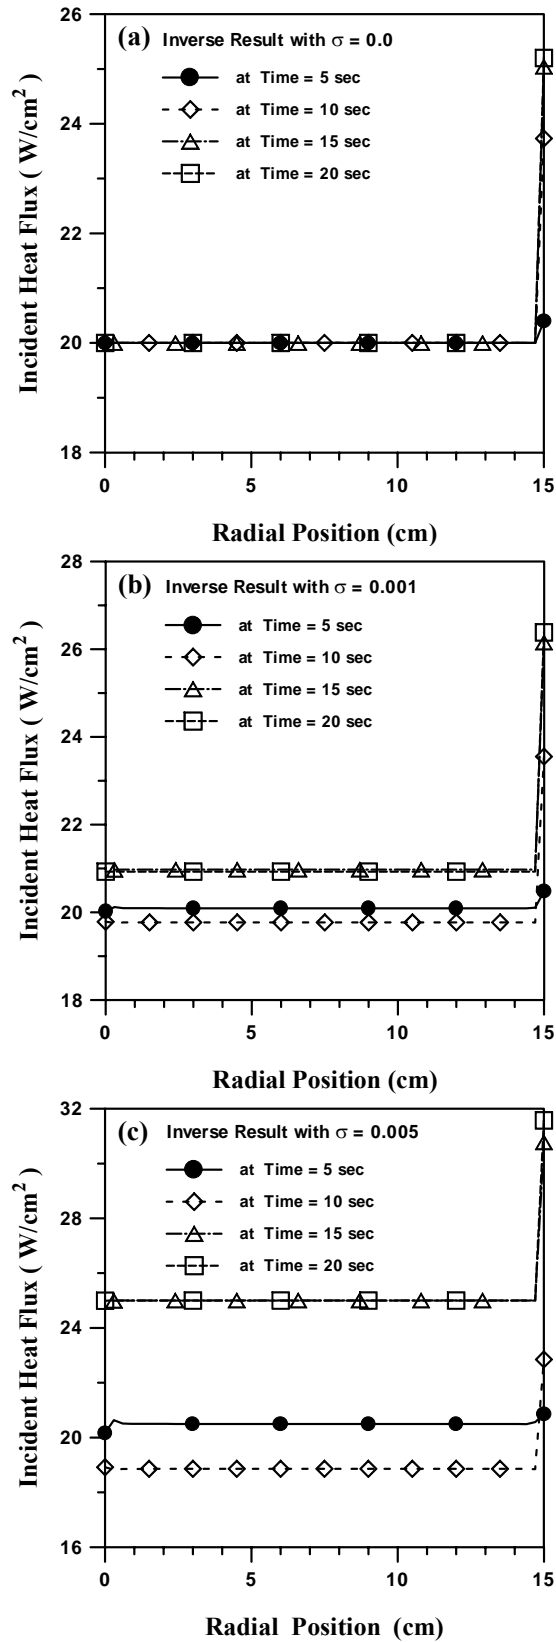 (a) Inverse Result with σ = 0.0
at Time = 5 sec
at Time = 10 sec
at Time = 15 sec
at Time = 20 sec
26
24
22
20
18
Incident Heat Flux ( W/cm²)
0 5 10 15
Radial Position (cm)
(b) Inverse Result with σ = 0.001
at Time = 5 sec
at Time = 10 sec
at Time = 15 sec
at Time = 20 sec
28
26
24
22
20
18
Incident Heat Flux ( W/cm²)
0 5 10 15
Radial Position (cm)
(c) Inverse Result with σ = 0.005
at Time = 5 sec
at Time = 10 sec
at Time = 15 sec
at Time = 20 sec
32
28
24
20
16
Incident Heat Flux ( W/cm²)
0 5 10 15
Radial Position (cm)